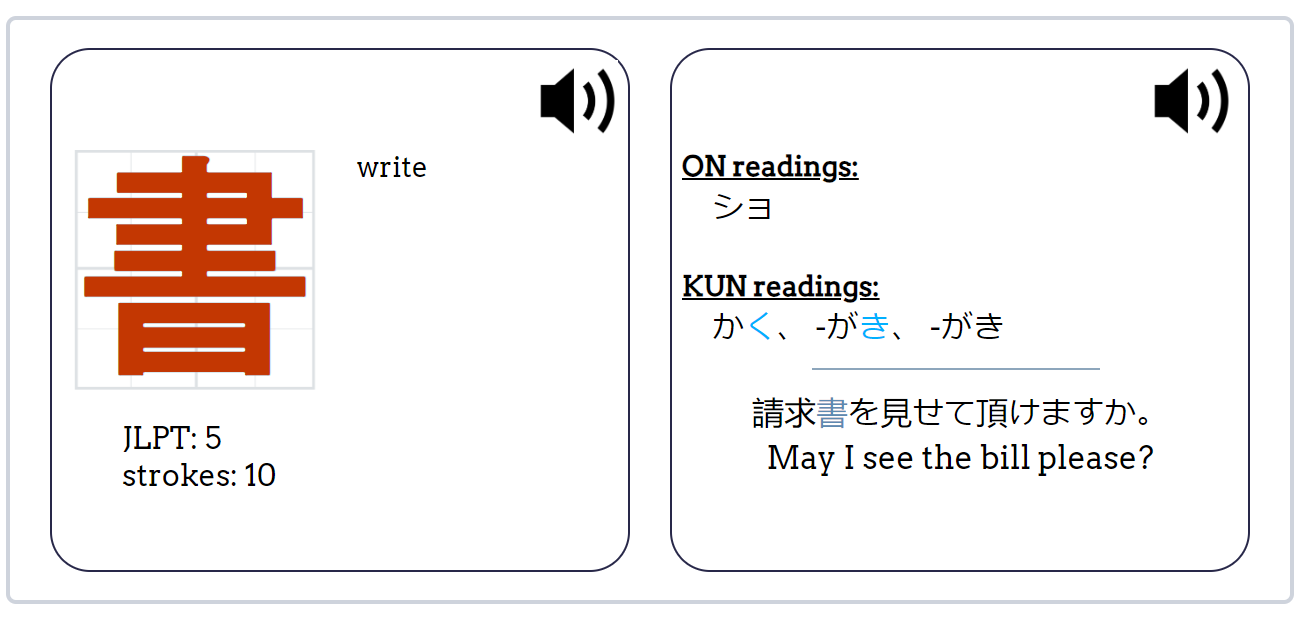 書
write
JLPT: 5
strokes: 10
ON readings:
ショ
KUN readings:
かく、 -がき、 -がき
請求書を見せて頂けますか。
May I see the bill please?